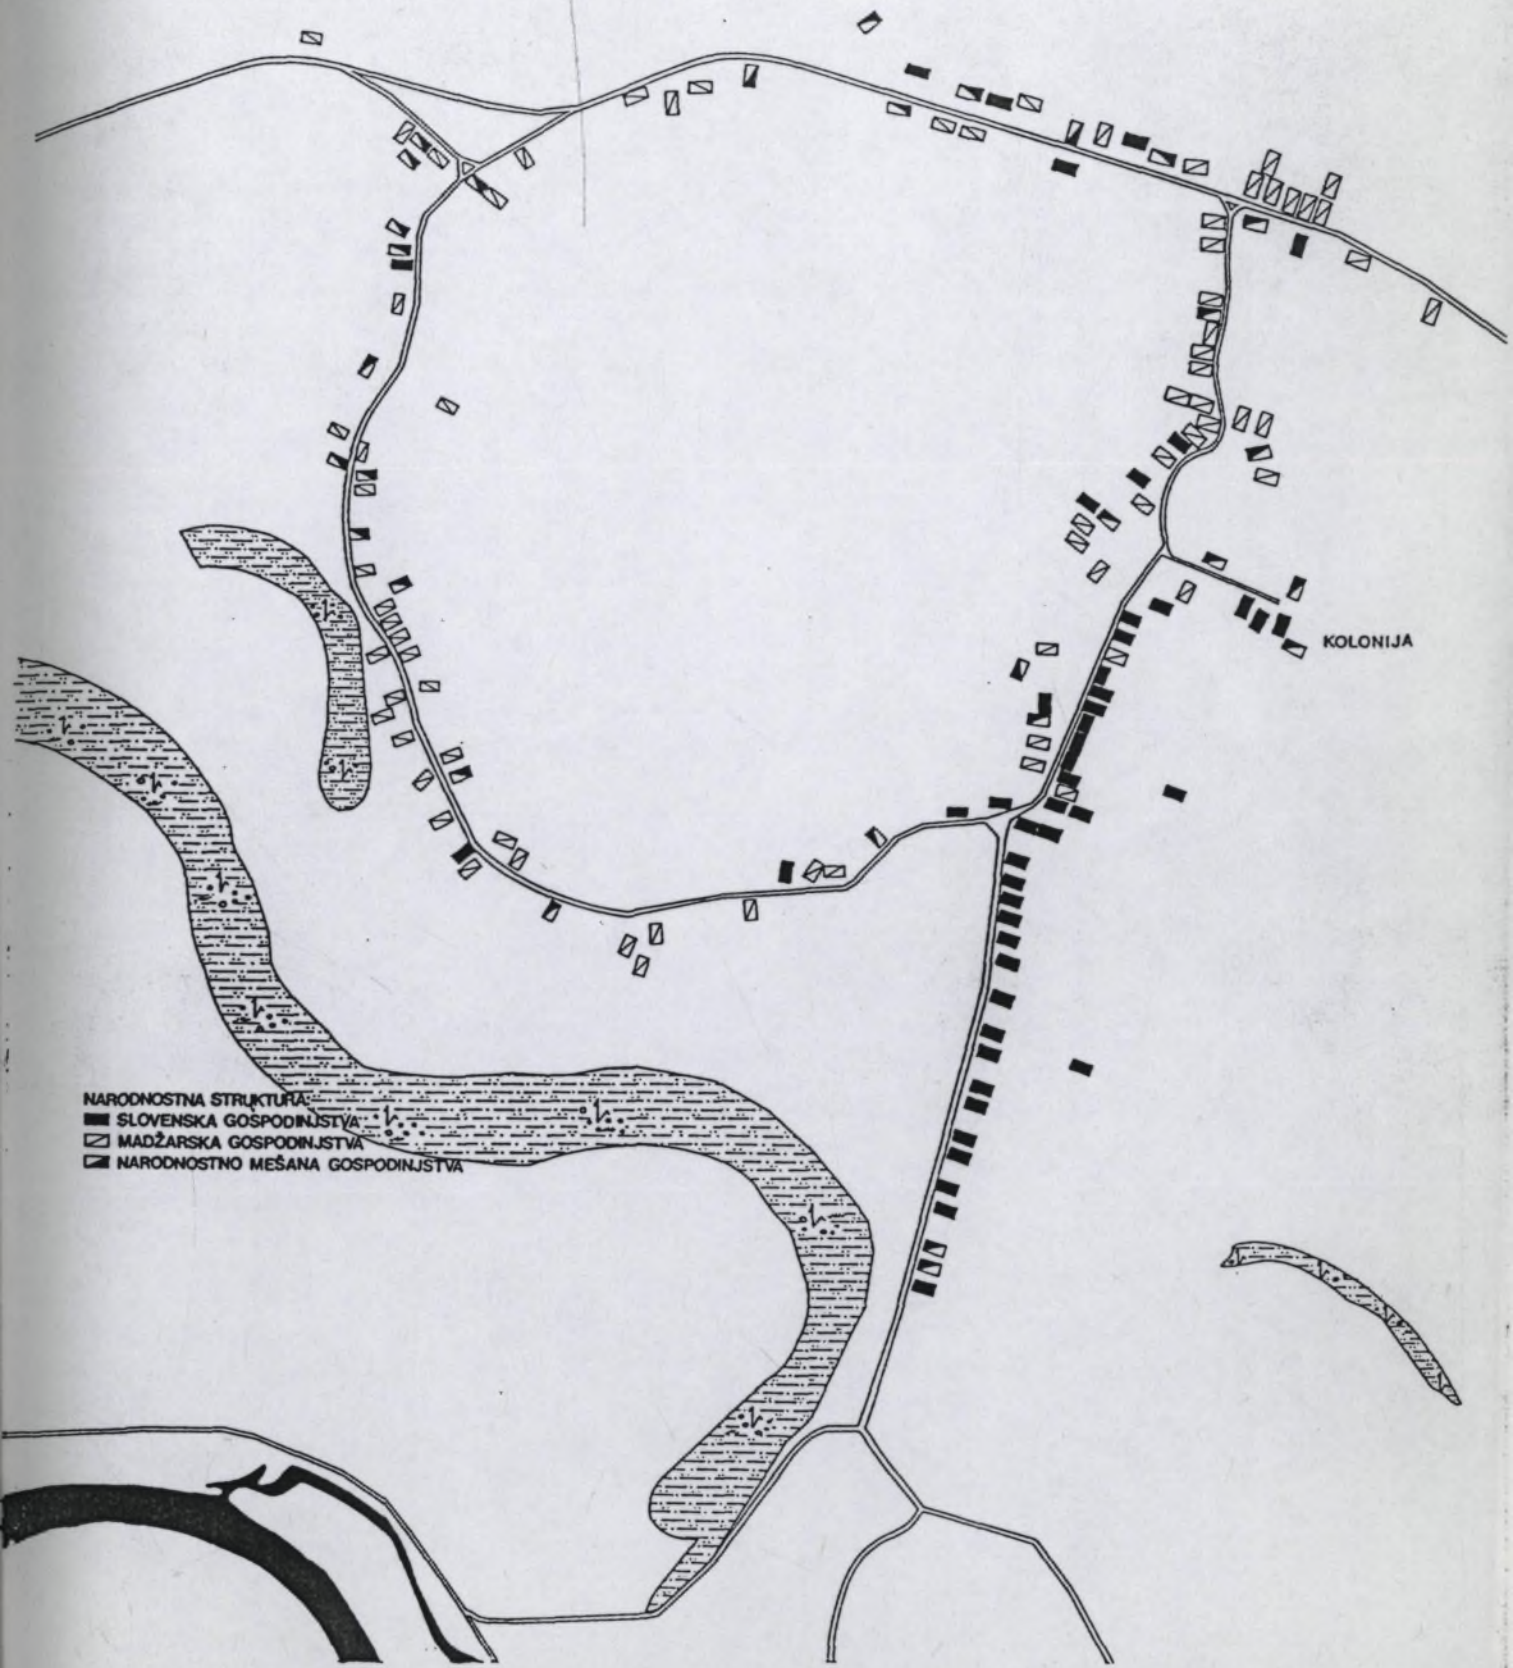 KOLONIJA
NARODNOSTNA STRUKTURA:
SLOVENSKA GOSPODINJSTVA
MADŽARSKA GOSPODINJSTVA
NARODNOSTNO MEŠANA GOSPODINJSTVA